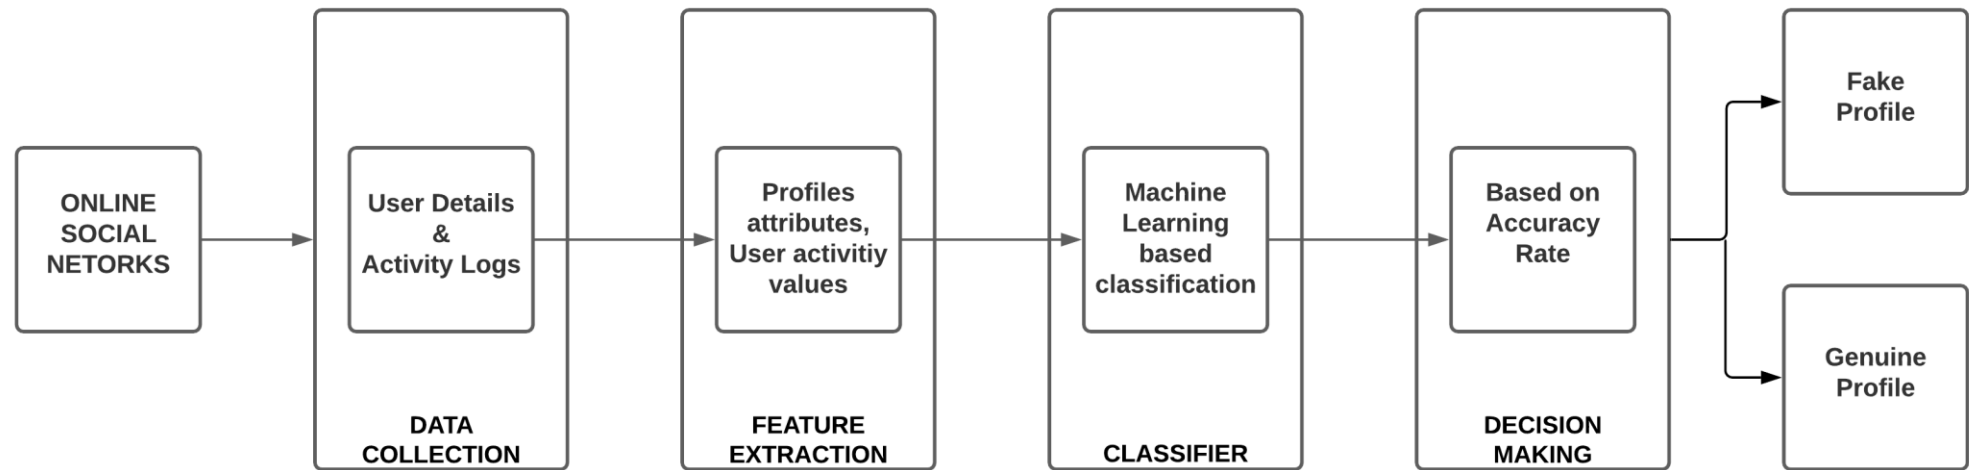 ONLINE
SOCIAL
NETORKS
User Details
&
Activity Logs
DATA
COLLECTION
Profiles
attributes,
User activitiy
values
FEATURE
EXTRACTION
Machine
Learning
based
classification
CLASSIFIER
Based on
Accuracy
Rate
DECISION
MAKING
Fake
Profile
Genuine
Profile